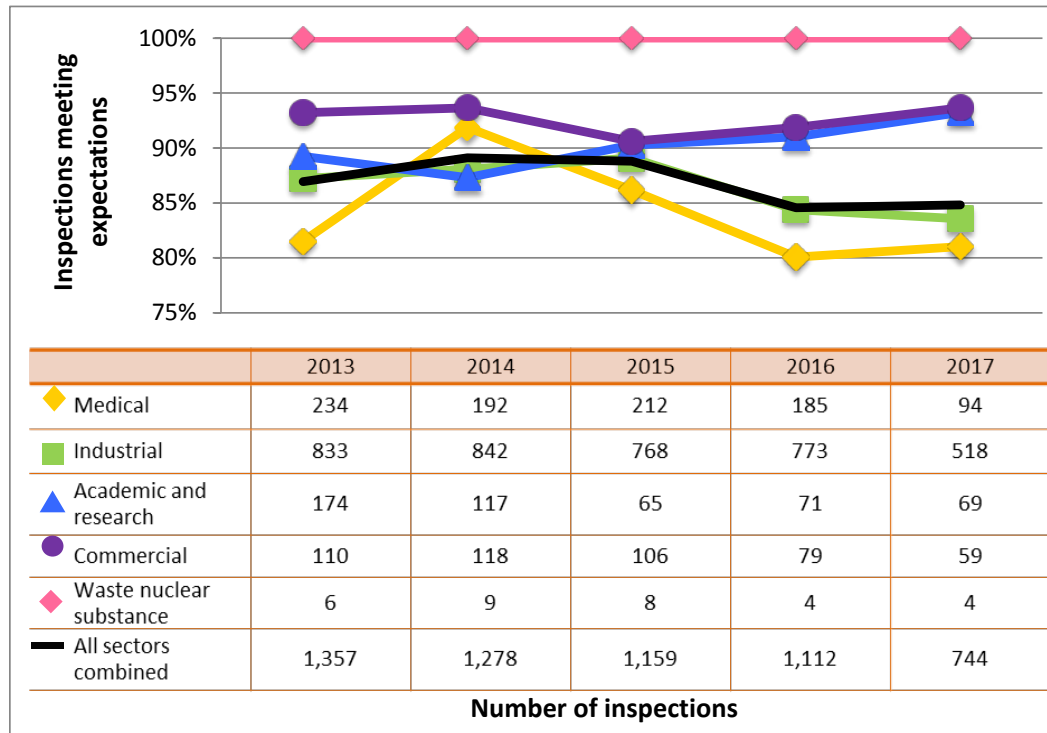 Inspections meeting
expectations
100%
95%
90%
85%
80%
75%
2013 2014 2015 2016 2017
Medical 234 192 212 185 94
Industrial 833 842 768 773 518
Academic and
research 174 117 65 71 69
Commercial 110 118 106 79 59
Waste nuclear
substance 6 9 8 4 4
All sectors
combined 1,357 1,278 1,159 1,112 744
Number of inspections